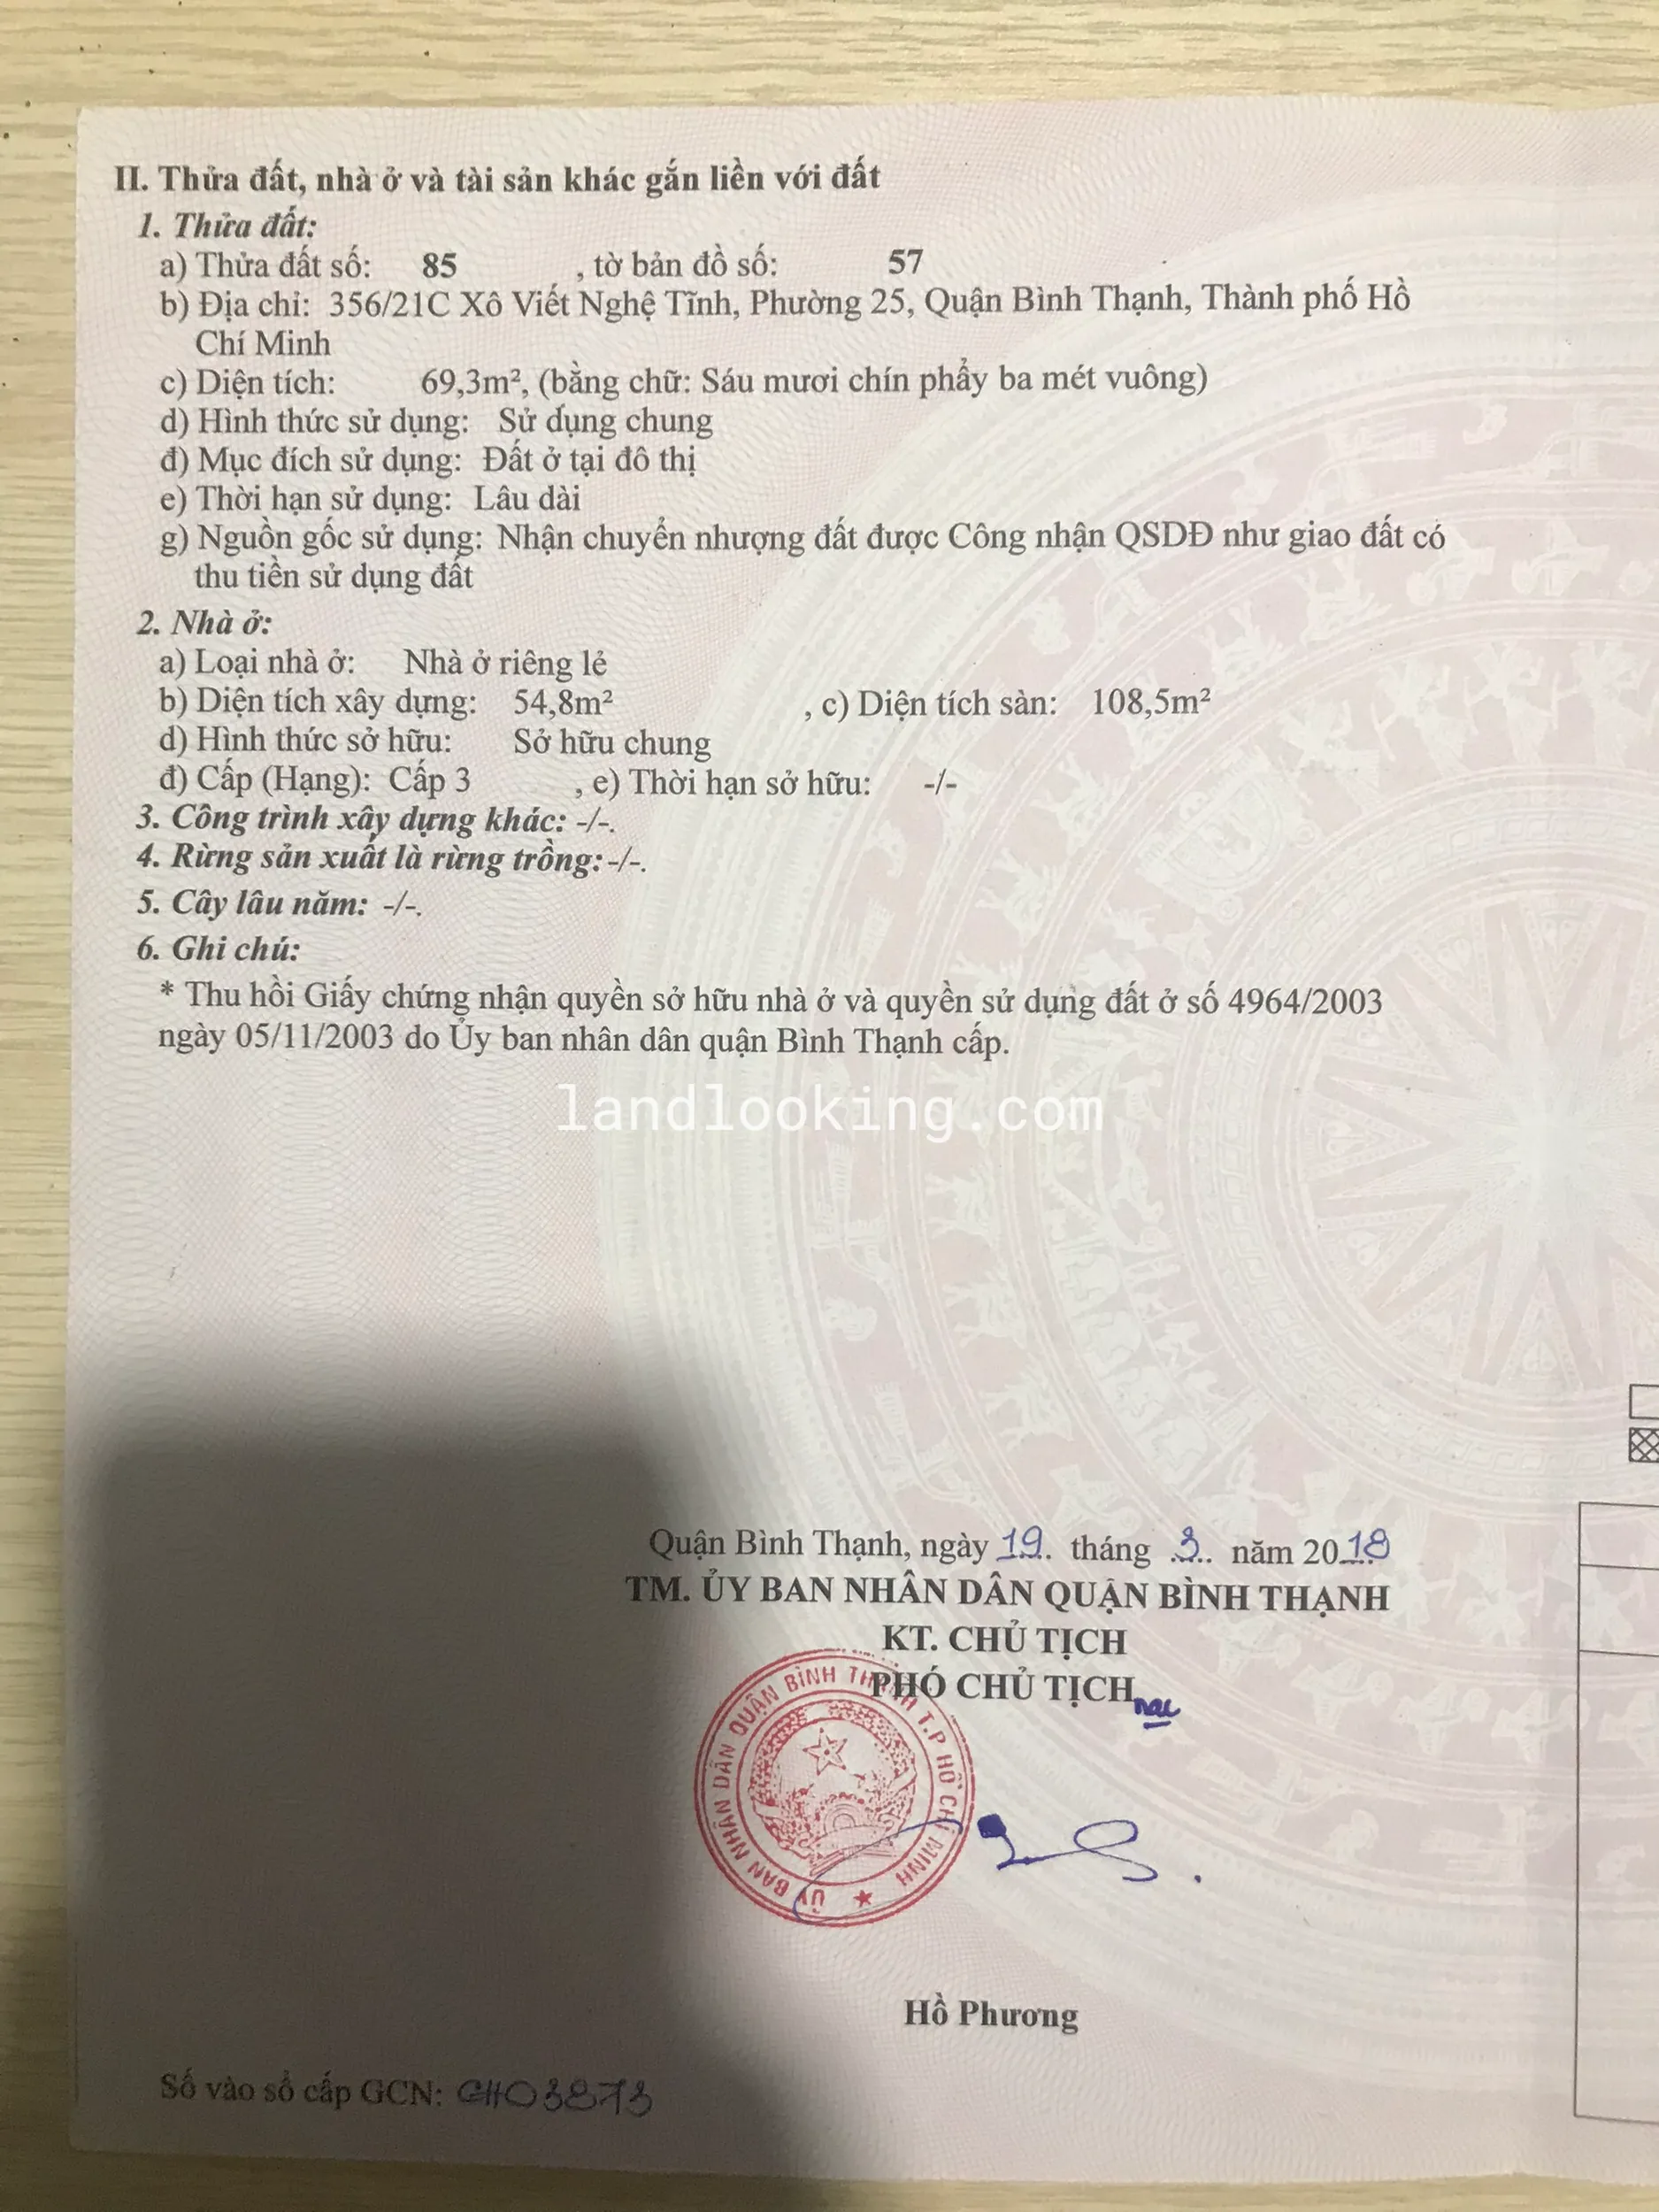 II. Thửa đất, nhà ở và tài sản khác gắn liền với đất
1. Thửa đất:
a) Thửa đất số: 85 , tờ bản đồ số: 57
b) Địa chỉ: 356/21C Xô Viết Nghệ Tĩnh, Phường 25, Quận Bình Thạnh, Thành phố Hồ
Chí Minh
c) Diện tích: 69,3m², (bằng chữ: Sáu mươi chín phẩy ba mét vuông)
d) Hình thức sử dụng: Sử dụng chung
đ) Mục đích sử dụng: Đất ở tại đô thị
e) Thời hạn sử dụng: Lâu dài
g) Nguồn gốc sử dụng: Nhận chuyển nhượng đất được Công nhận QSDĐ như giao đất có
thu tiền sử dụng đất
2. Nhà ở:
a) Loại nhà ở: Nhà ở riêng lẻ
b) Diện tích xây dựng: 54,8m² , c) Diện tích sàn: 108,5m²
d) Hình thức sở hữu: Sở hữu chung
đ) Cấp (Hạng): Cấp 3 , e) Thời hạn sở hữu: -/-
3. Công trình xây dựng khác: -/-.
4. Rừng sản xuất là rừng trồng: -/-.
5. Cây lâu năm: -/-.
6. Ghi chú:
* Thu hồi Giấy chứng nhận quyền sở hữu nhà ở và quyền sử dụng đất ở số 4964/2003
ngày 05/11/2003 do Ủy ban nhân dân quận Bình Thạnh cấp.
landlooking.com
Quận Bình Thạnh, ngày 19. tháng .3.. năm 2018
TM. ỦY BAN NHÂN DÂN QUẬN BÌNH THẠNH
KT. CHỦ TỊCH
PHÓ CHỦ TỊCH
ỦY BAN NHÂN DÂN QUẬN BÌNH THẠNH T.P HỒ CHÍ MINH
Hồ Phương
Số vào sổ cấp GCN: CH03873